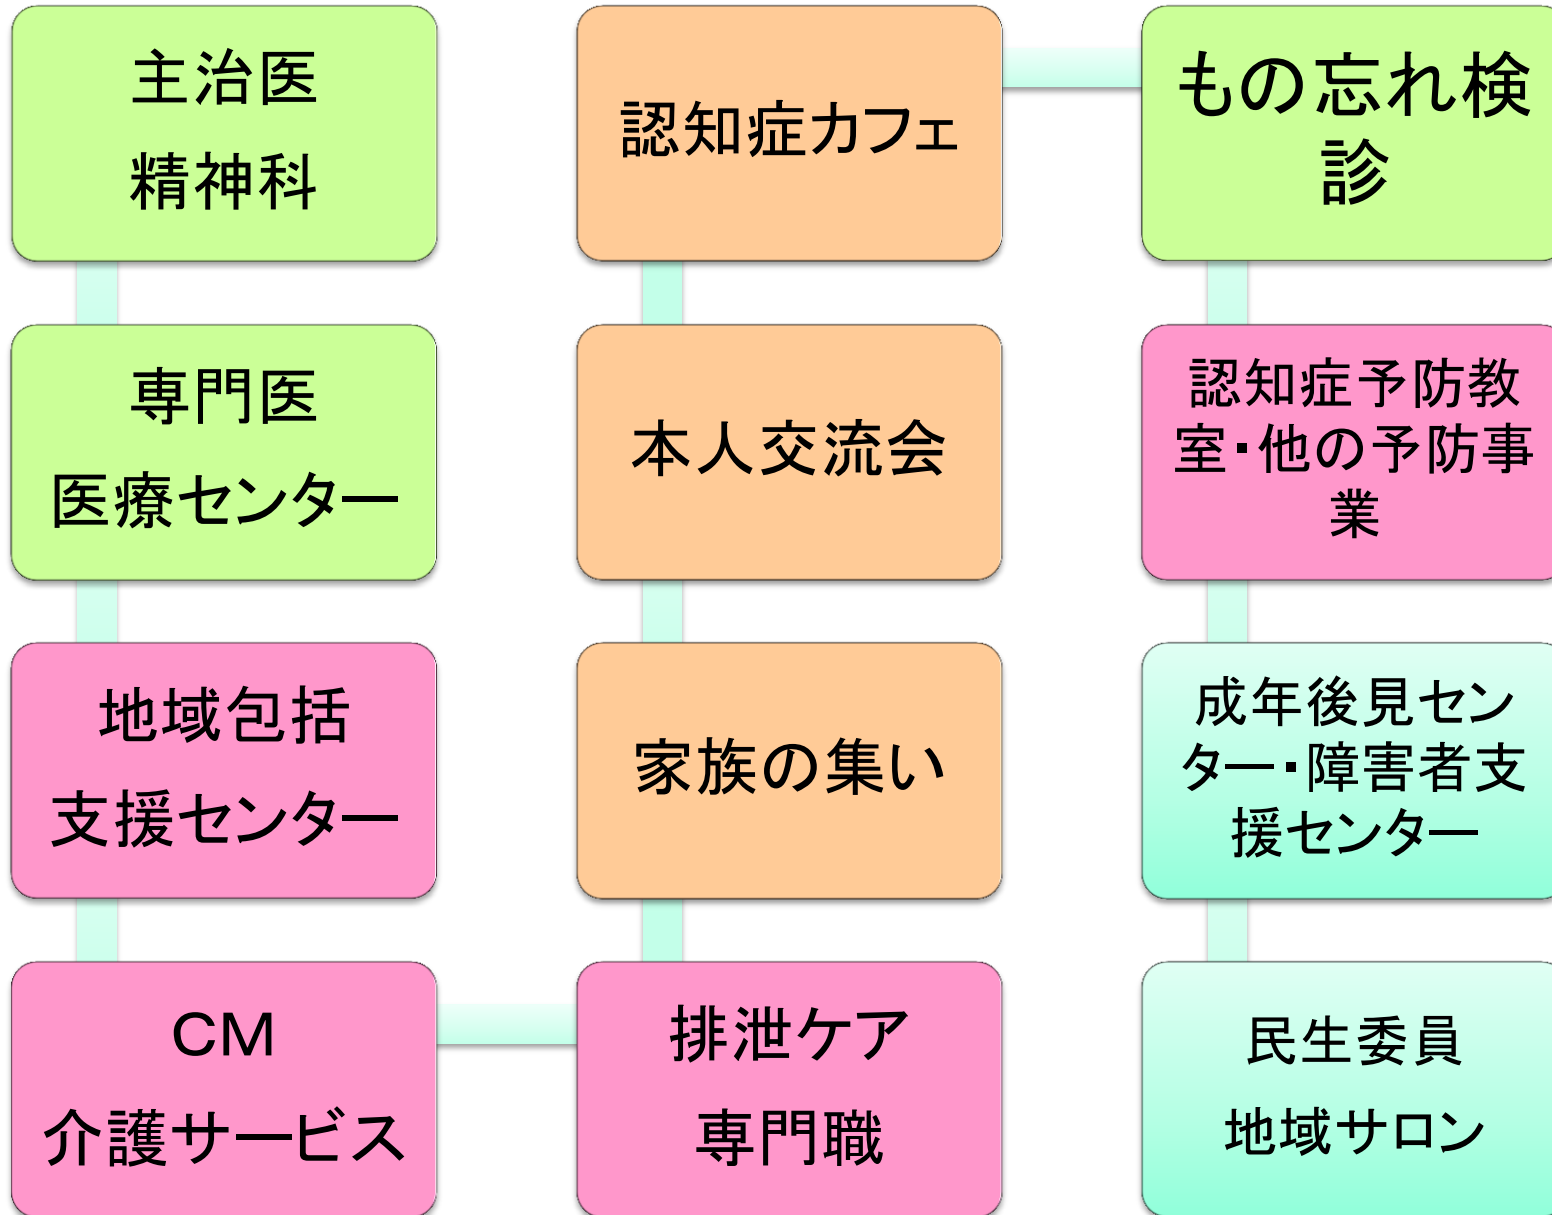 主治医
精神科
専門医
医療センター
地域包括
支援センター
CM
介護サービス
排泄ケア
専門職
家族の集い
本人交流会
認知症カフェ
もの忘れ検
診
認知症予防教
室・他の予防事
業
成年後見セン
ター・障害者支
援センター
民生委員
地域サロン